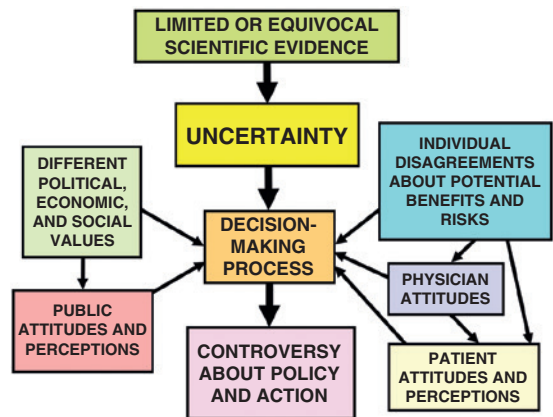 LIMITED OR EQUIVOCAL
SCIENTIFIC EVIDENCE
UNCERTAINTY
DIFFERENT
POLITICAL,
ECONOMIC,
AND SOCIAL
VALUES
INDIVIDUAL
DISAGREEMENTS
ABOUT POTENTIAL
BENEFITS AND
RISKS
DECISION-
MAKING
PROCESS
PUBLIC
ATTITUDES AND
PERCEPTIONS
PHYSICIAN
ATTITUDES
CONTROVERSY
ABOUT POLICY
AND ACTION
PATIENT
ATTITUDES AND
PERCEPTIONS